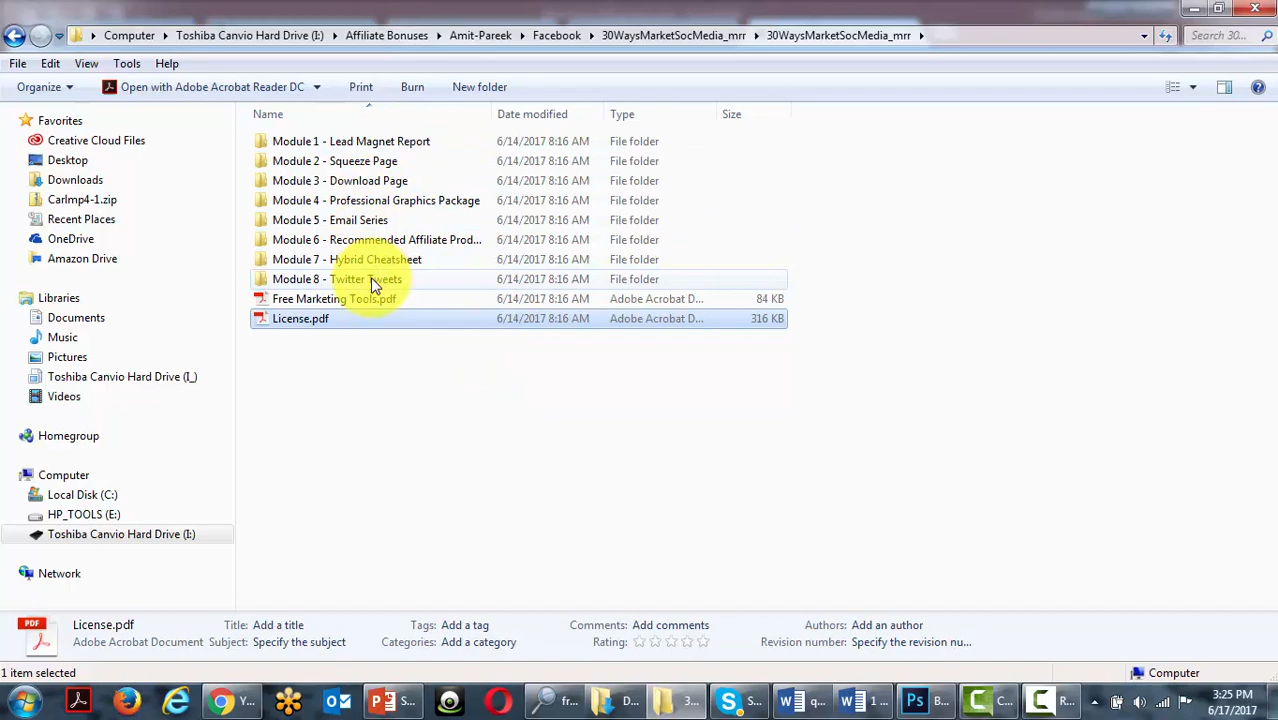 Computer Toshiba Canvio Hard Drive (I:) Affiliate Bonuses Amit-Pareek Facebook 30WaysMarketSocMedia_mrr 30WaysMarketSocMedia_mrr Search 30...
File Edit View Tools Help
Organize Open with Adobe Acrobat Reader DC Print Burn New folder
Name Date modified Type Size
Favorites
Creative Cloud Files
Desktop
Downloads
CarImp4-1.zip
Recent Places
OneDrive
Amazon Drive
Libraries
Documents
Music
Pictures
Toshiba Canvio Hard Drive (I_)
Videos
Homegroup
Computer
Local Disk (C:)
HP_TOOLS (E:)
Toshiba Canvio Hard Drive (I:)
Network
Module 1 - Lead Magnet Report 6/14/2017 8:16 AM File folder
Module 2 - Squeeze Page 6/14/2017 8:16 AM File folder
Module 3 - Download Page 6/14/2017 8:16 AM File folder
Module 4 - Professional Graphics Package 6/14/2017 8:16 AM File folder
Module 5 - Email Series 6/14/2017 8:16 AM File folder
Module 6 - Recommended Affiliate Prod... 6/14/2017 8:16 AM File folder
Module 7 - Hybrid Cheatsheet 6/14/2017 8:16 AM File folder
Module 8 - Twitter Tweets 6/14/2017 8:16 AM File folder
Free Marketing Tools.pdf 6/14/2017 8:16 AM Adobe Acrobat D... 84 KB
License.pdf 6/14/2017 8:16 AM Adobe Acrobat D... 316 KB
PDF License.pdf Title: Add a title Tags: Add a tag Comments: Add comments Authors: Add an author
Adobe Acrobat Document Subject: Specify the subject Categories: Add a category Rating: Revision number: Specify the revision nu...
1 item selected Computer
Y... S... fr... D... 3... S... q... 1... B... C... R... 3:25 PM
6/17/2017